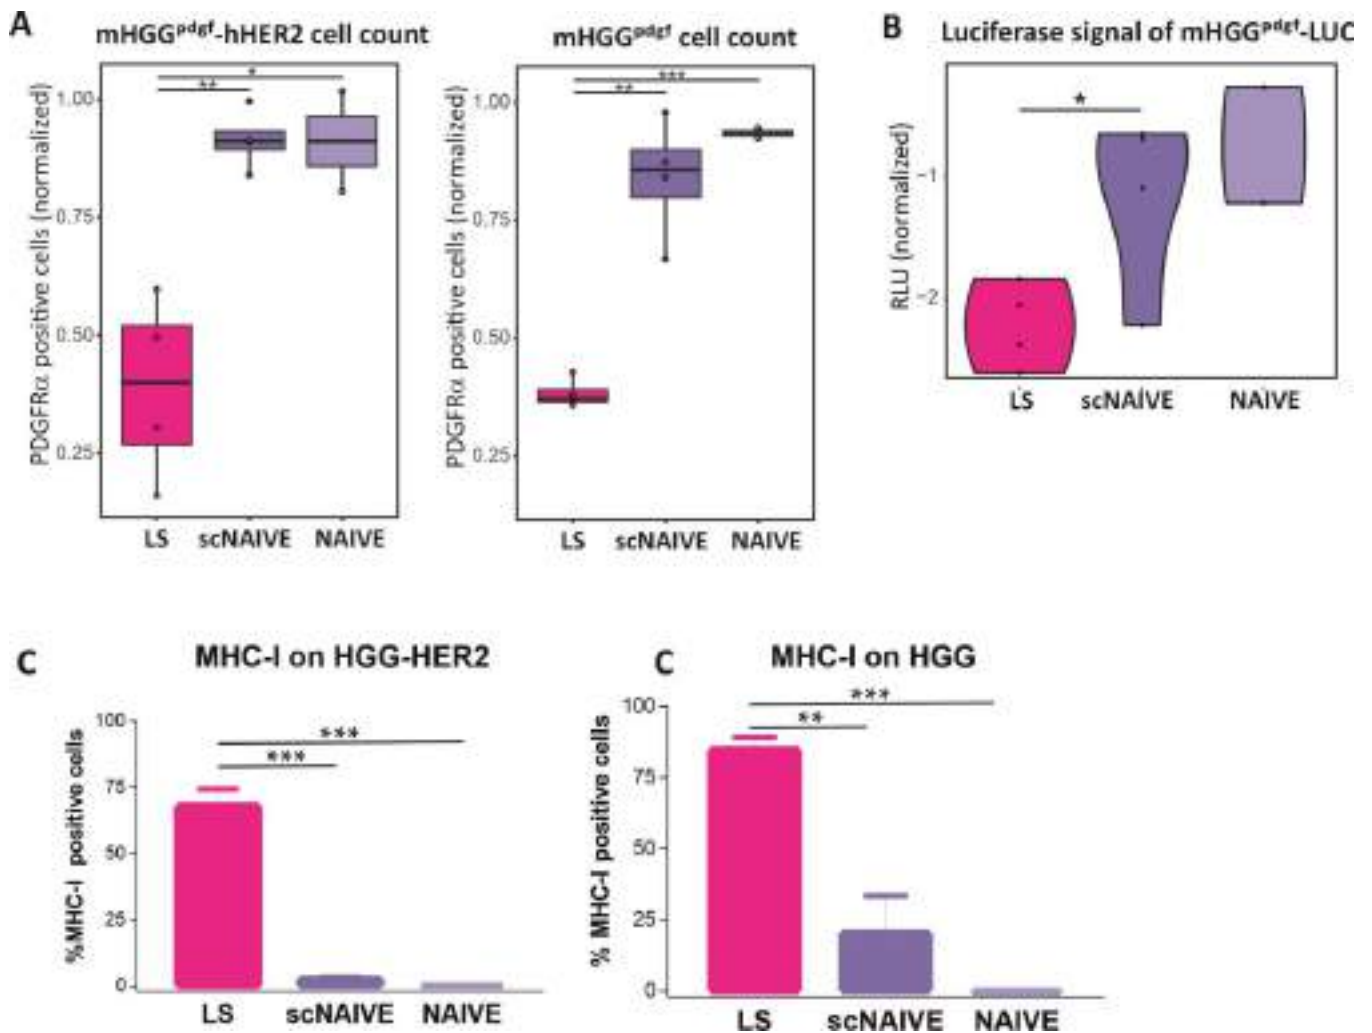 A
mHGGpdgf-hHER2 cell count
PDGFRα positive cells (normalized)
1.00
0.75
0.50
0.25
*
**
LS scNAIVE NAIVE
mHGGpdgf cell count
PDGFRα positive cells (normalized)
1.00
0.75
0.50
0.25
***
**
LS scNAIVE NAIVE
B
Luciferase signal of mHGGpdgf-LUC
RLU (normalized)
-1
-2
*
LS scNAIVE NAIVE
C
MHC-I on HGG-HER2
%MHC-I positive cells
100
75
50
25
0
***
***
LS scNAIVE NAIVE
C
MHC-I on HGG
% MHC-I positive cells
100
75
50
25
0
***
**
LS scNAIVE NAIVE